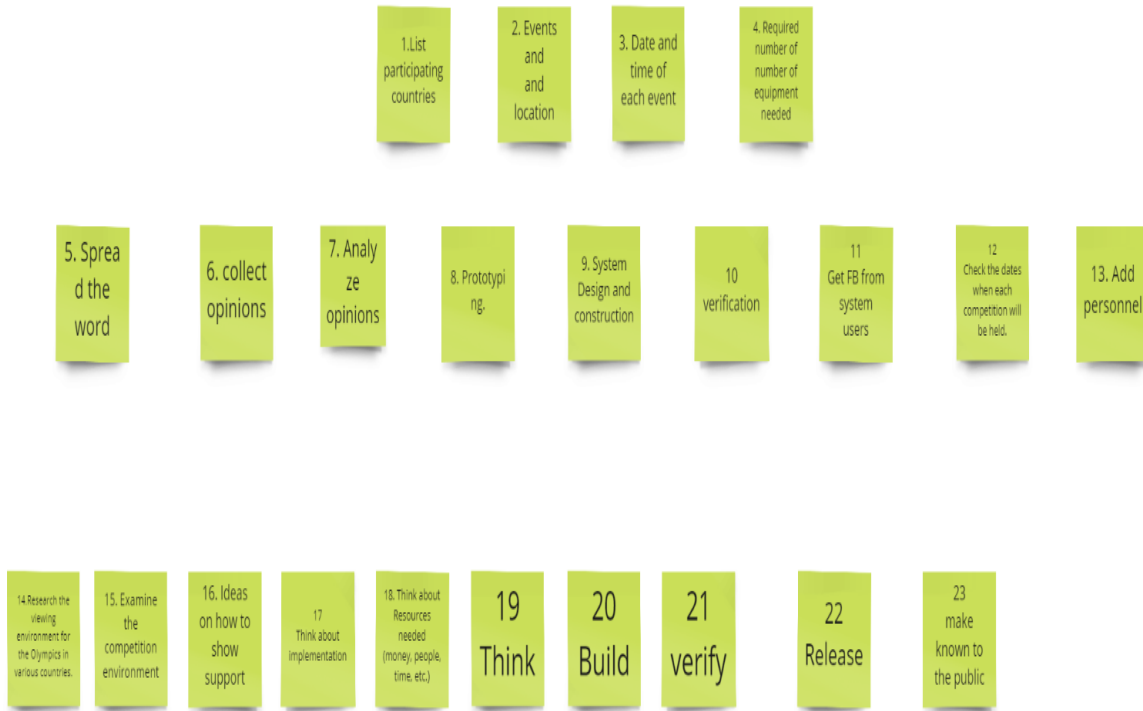 1.List
participating
countries
2. Events
and
and
location
3. Date and
time of
each event
4. Required
number of
number of
equipment
needed
5. Sprea
d the
word
6. collect
opinions
7. Analy
ze
opinions
8. Prototypi
ng.
9. System
Design and
construction
10
verification
11
Get FB from
system
users
12
Check the dates
when each
competition will
be held.
13. Add
personnel
14.Research the
viewing
environment for
the Olympics in
various countries.
15. Examine
the
competition
environment
16. Ideas
on how to
show
support
17
Think about
implementation
18. Think about
Resources
needed
(money, people,
time, etc.)
19
Think
20
Build
21
verify
22
Release
23
make
known to
the public